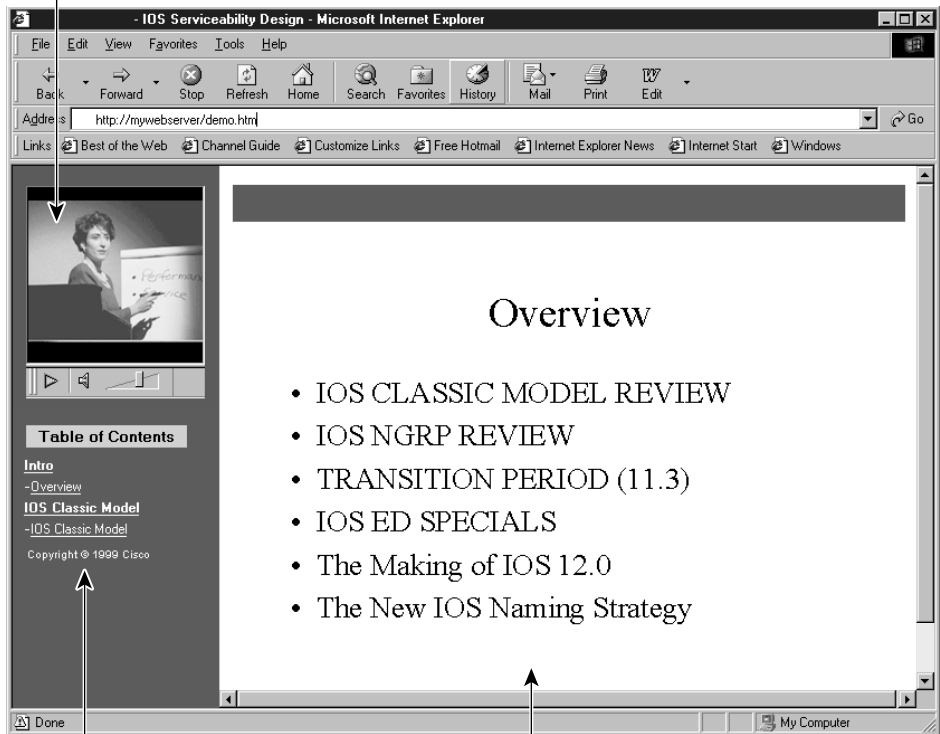 - IOS Serviceability Design - Microsoft Internet Explorer
File Edit View Favorites Tools Help
Back Forward Stop Refresh Home Search Favorites History Mail Print Edit
Address http://mywebserver/demo.htm Go
Links Best of the Web Channel Guide Customize Links Free Hotmail Internet Explorer News Internet Start Windows
• Performan
• Service
Table of Contents
Intro
-Overview
IOS Classic Model
-IOS Classic Model
Copyright © 1999 Cisco
Overview
• IOS CLASSIC MODEL REVIEW
• IOS NGRP REVIEW
• TRANSITION PERIOD (11.3)
• IOS ED SPECIALS
• The Making of IOS 12.0
• The New IOS Naming Strategy
Done My Computer